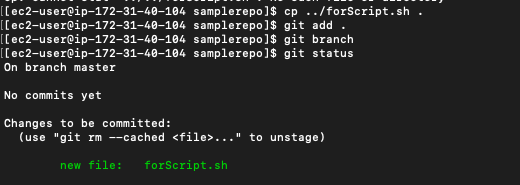 [[ec2-user@ip-172-31-40-104 samplerepo]$ cp ../forScript.sh .
[[ec2-user@ip-172-31-40-104 samplerepo]$ git add .
[[ec2-user@ip-172-31-40-104 samplerepo]$ git branch
[[ec2-user@ip-172-31-40-104 samplerepo]$ git status
On branch master
No commits yet
Changes to be committed:
(use "git rm --cached <file>..." to unstage)
new file: forScript.sh